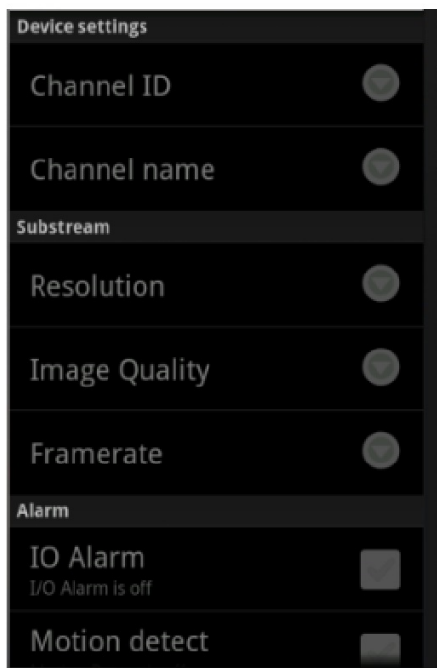 Device settings
Channel ID
Channel name
Substream
Resolution
Image Quality
Framerate
Alarm
IO Alarm
I/O Alarm is off
Motion detect